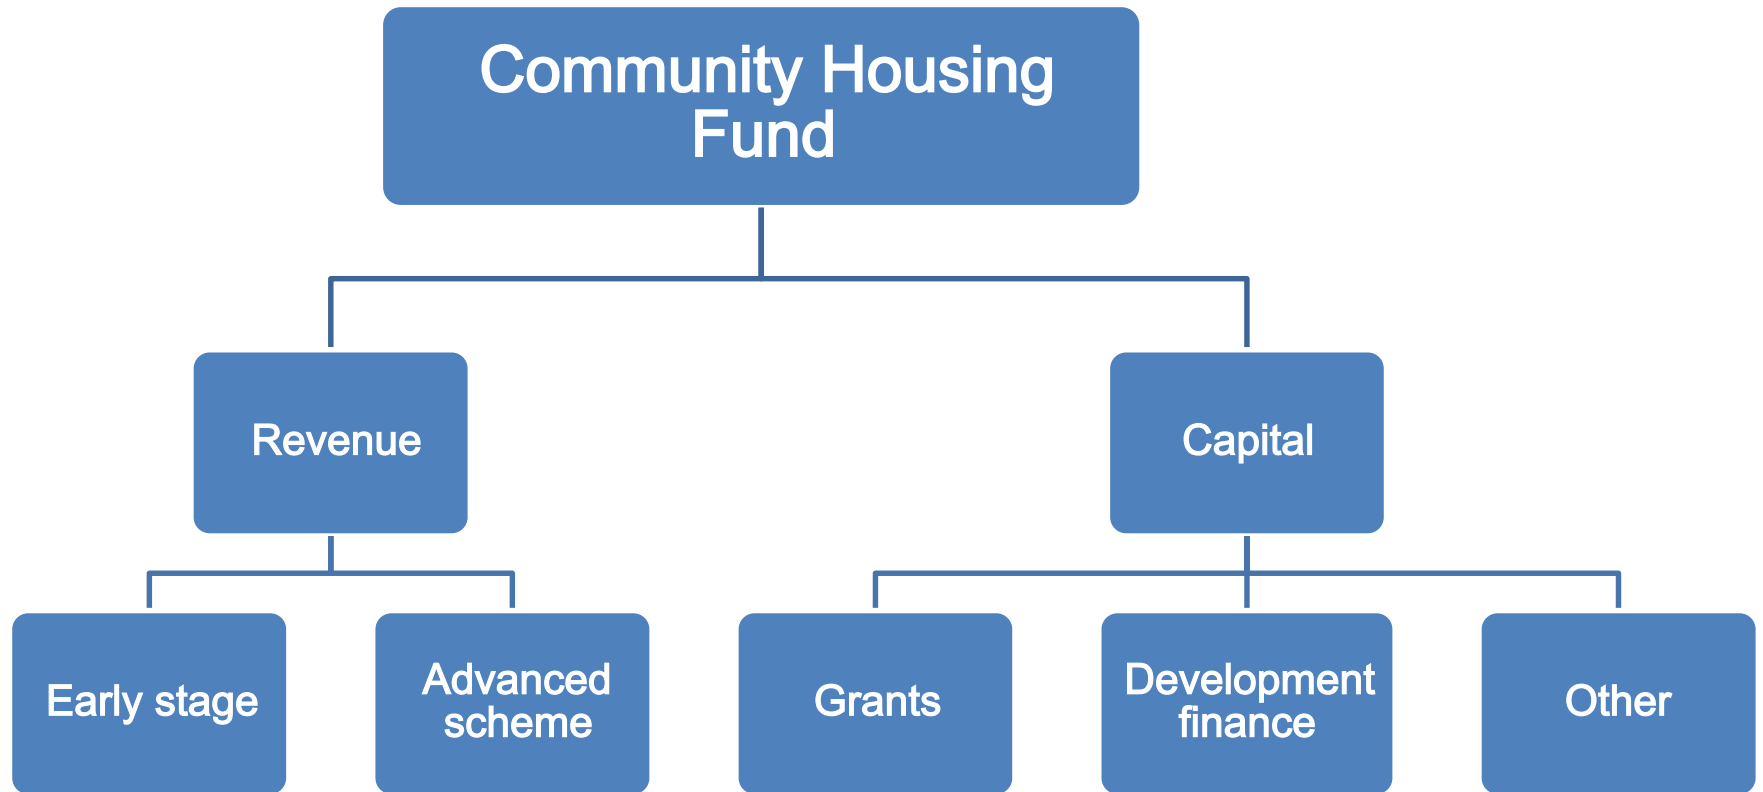 Community Housing
Fund
Revenue
Capital
Early stage
Advanced
scheme
Grants
Development
finance
Other